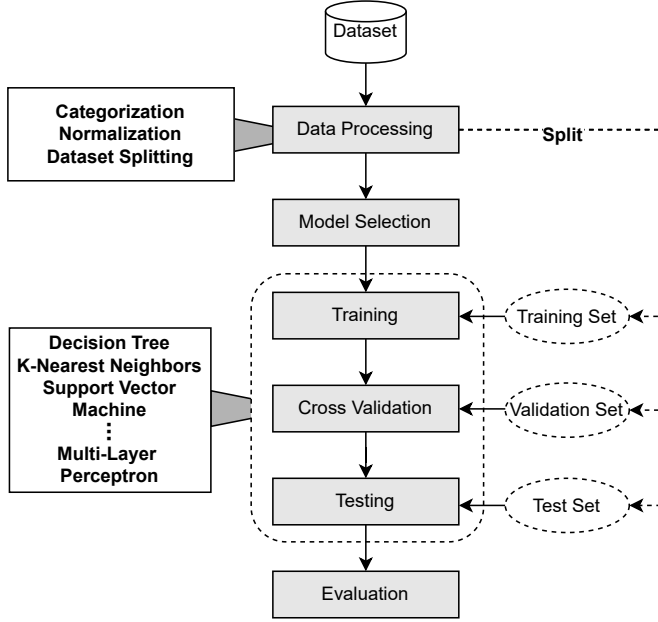 Dataset
Categorization
Normalization
Dataset Splitting
Data Processing
Split
Model Selection
Training
Training Set
Decision Tree
K-Nearest Neighbors
Support Vector
Machine
⋮
Multi-Layer
Perceptron
Cross Validation
Validation Set
Testing
Test Set
Evaluation